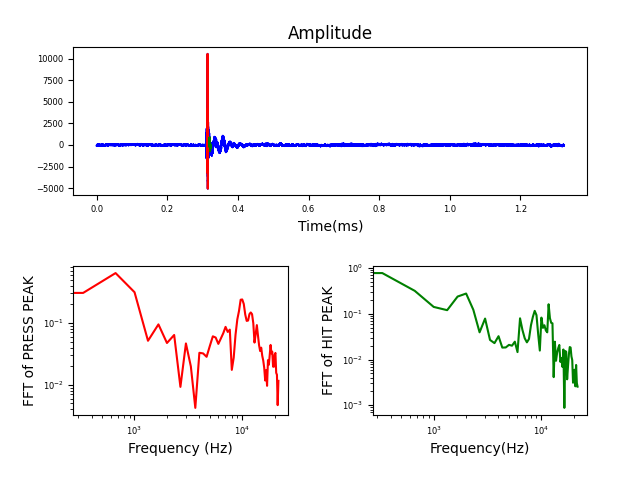 Amplitude
10000
7500
5000
2500
0
−2500
−5000
0.0 0.2 0.4 0.6 0.8 1.0 1.2
Time(ms)
FFT of PRESS PEAK
10⁻¹
10⁻²
10³ 10⁴
Frequency (Hz)
FFT of HIT PEAK
10⁰
10⁻¹
10⁻²
10⁻³
10³ 10⁴
Frequency(Hz)